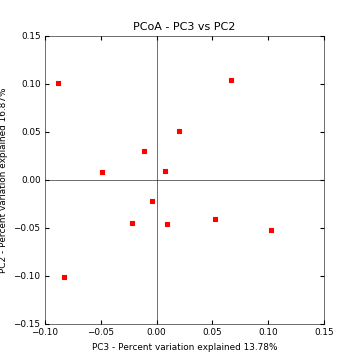 PCoA - PC3 vs PC2
0.15
0.10
0.05
0.00
−0.05
−0.10
−0.15
PC2 - Percent variation explained 16.87%
−0.10 −0.05 0.00 0.05 0.10 0.15
PC3 - Percent variation explained 13.78%